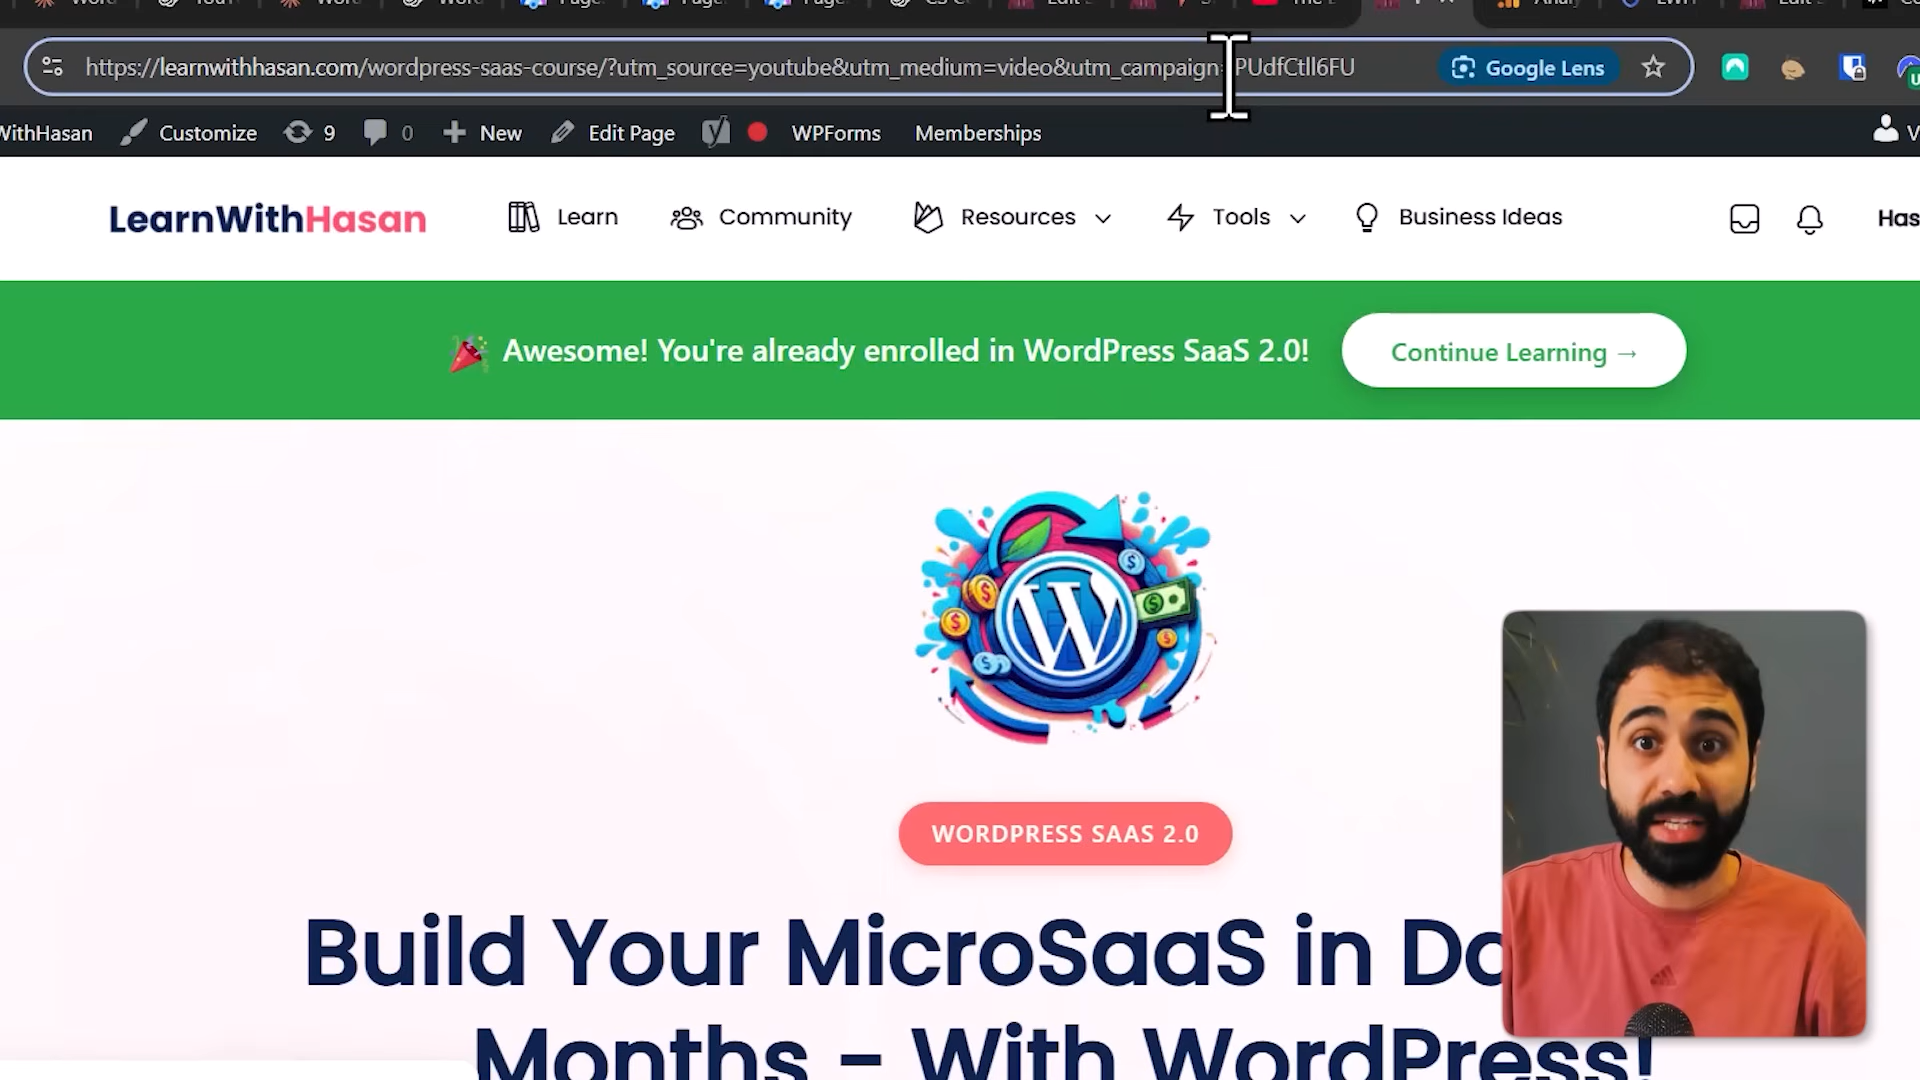 https://learnwithhasan.com/wordpress-saas-course/?utm_source=youtube&utm_medium=video&utm_campaign=PUdfCtll6FU
Google Lens
WithHasan
Customize
9
0
New
Edit Page
WPForms
Memberships
LearnWithHasan
Learn
Community
Resources
Tools
Business Ideas
Has
🎉 Awesome! You're already enrolled in WordPress SaaS 2.0!
Continue Learning →
WORDPRESS SAAS 2.0
Build Your MicroSaaS in
Months – With WordPress!